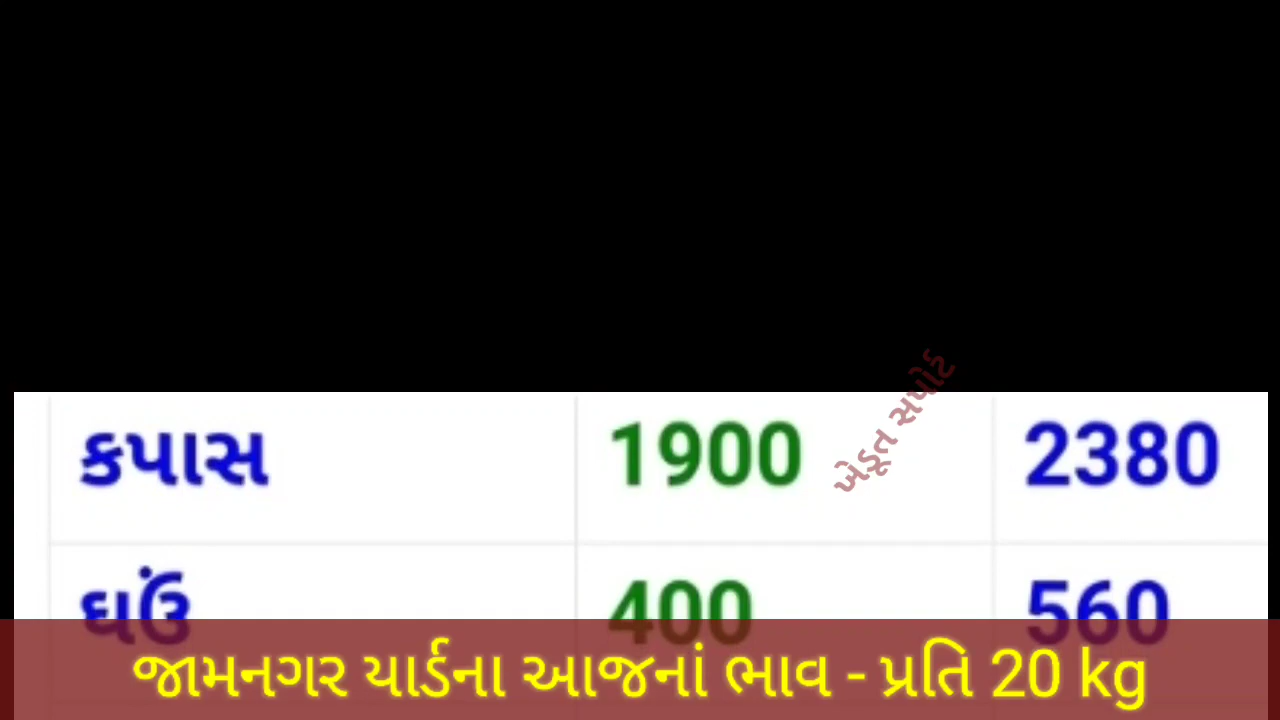 કપાસ 1900 2380
ખેડૂત સપોર્ટ
ઘઉં 400 560
જામનગર યાર્ડના આજનાં ભાવ - પ્રતિ 20 kg